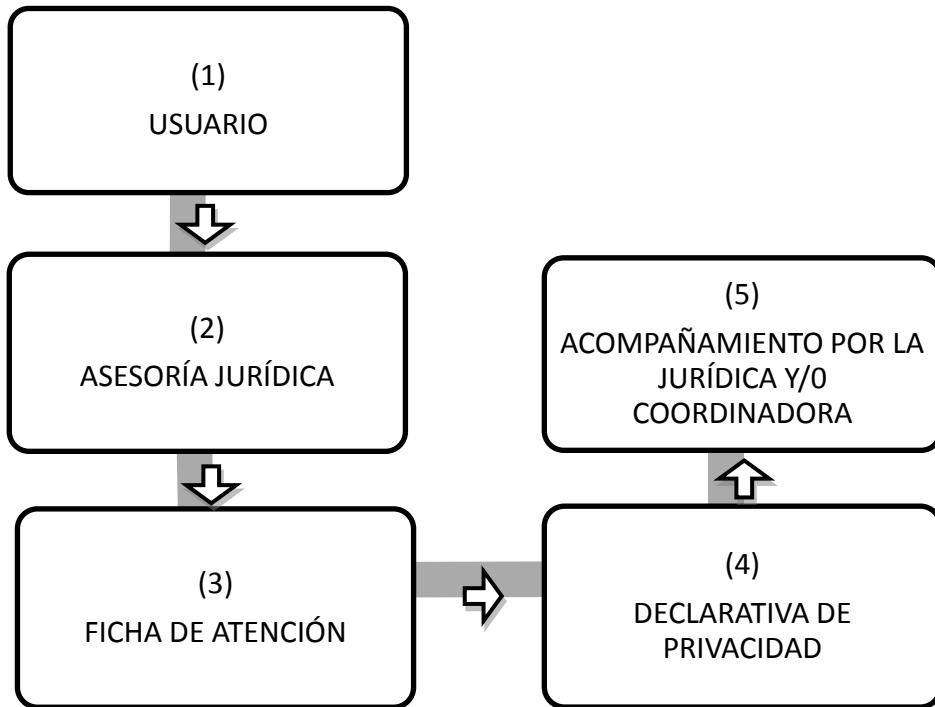 (1)
USUARIO
(2)
ASESORÍA JURÍDICA
(3)
FICHA DE ATENCIÓN
(4)
DECLARATIVA DE
PRIVACIDAD
(5)
ACOMPAÑAMIENTO POR LA
JURÍDICA Y/0
COORDINADORA